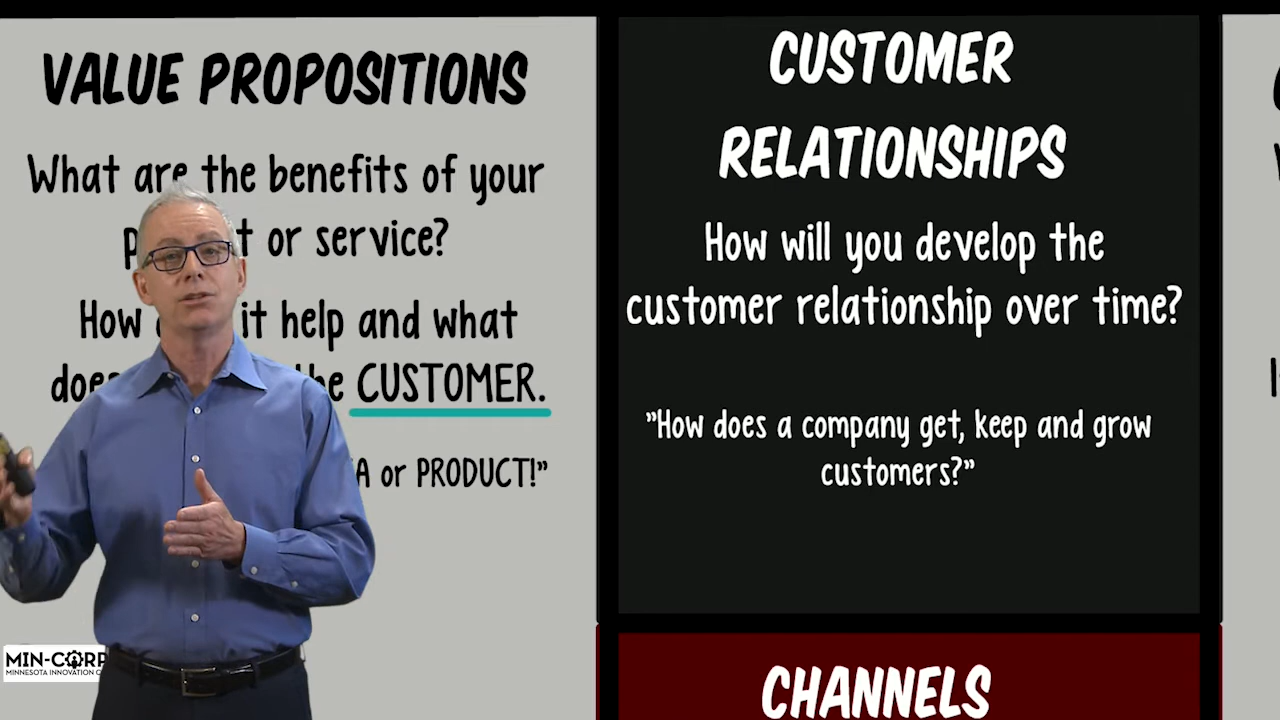 VALUE PROPOSITIONS
What are the benefits of your
or service?
How it help and what
CUSTOMER.
or PRODUCT!"
CUSTOMER
RELATIONSHIPS
How will you develop the
customer relationship over time?
"How does a company get, keep and grow
customers?"
CHANNELS
MIN-CORP
MINNESOTA INNOVATION